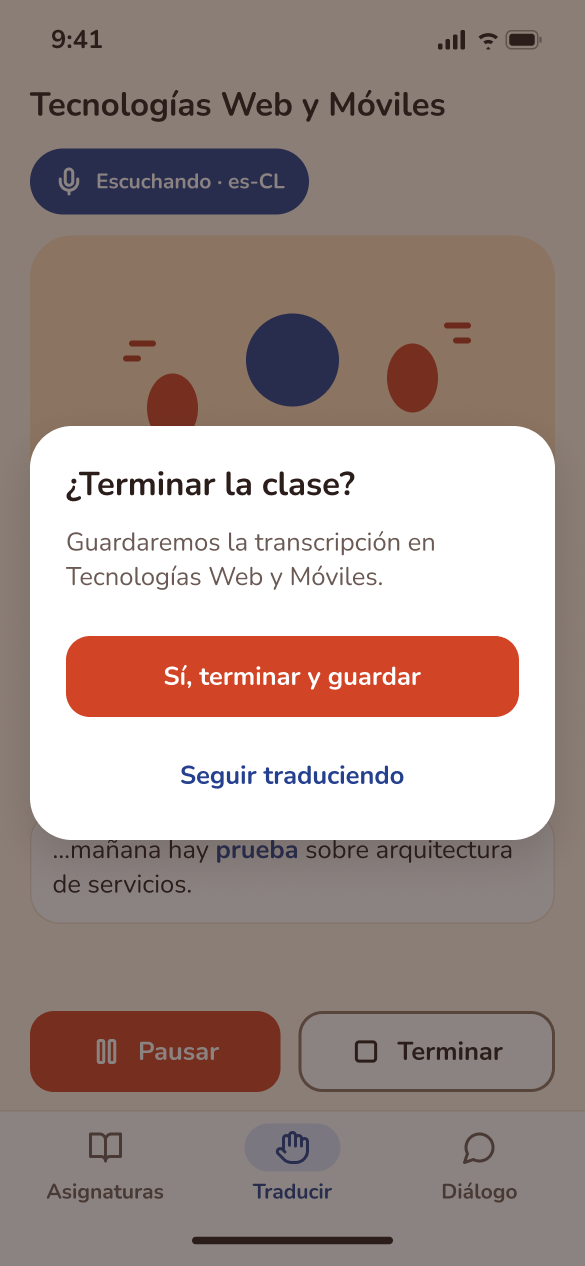 9:41
Tecnologías Web y Móviles
Escuchando · es-CL
¿Terminar la clase?
Guardaremos la transcripción en
Tecnologías Web y Móviles.
Sí, terminar y guardar
Seguir traduciendo
...mañana hay prueba sobre arquitectura
de servicios.
Pausar
Terminar
Asignaturas
Traducir
Diálogo